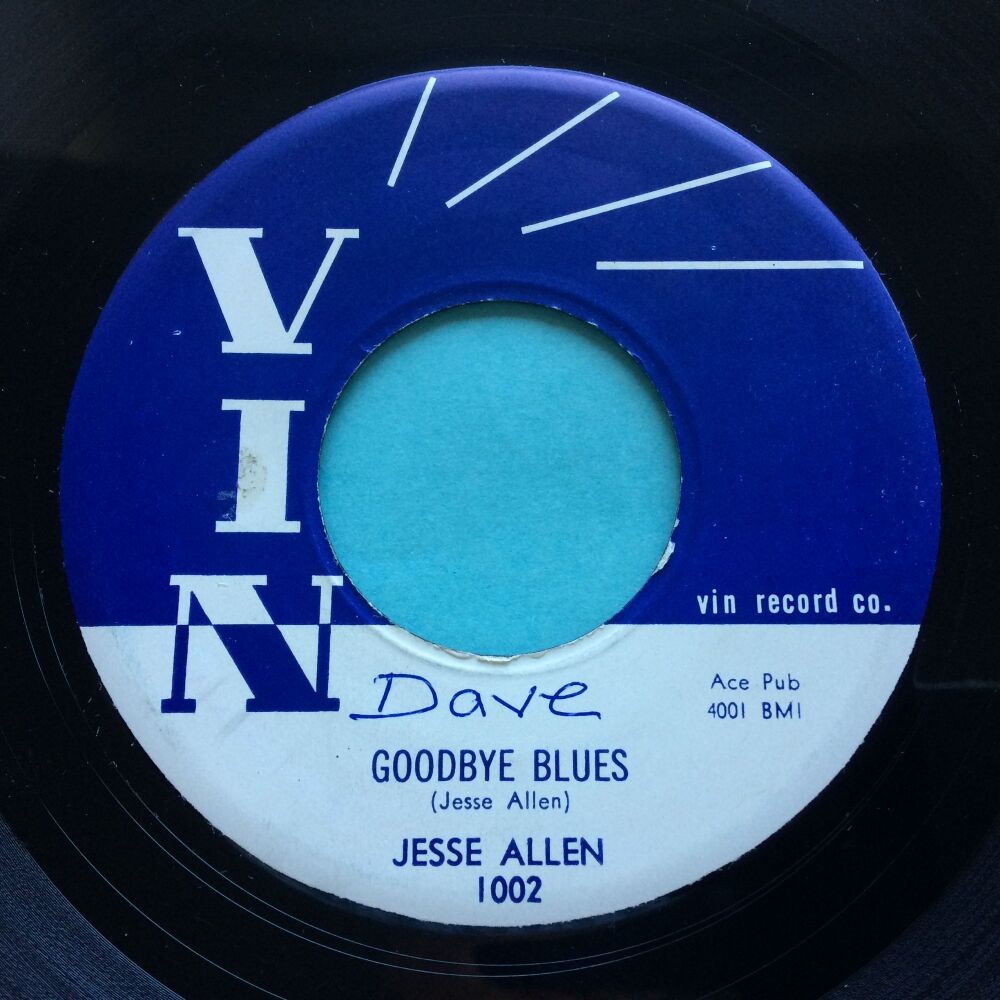 VIN
vin record co.
Ace Pub
4001 BMI
Dave
GOODBYE BLUES
(Jesse Allen)
JESSE ALLEN
1002